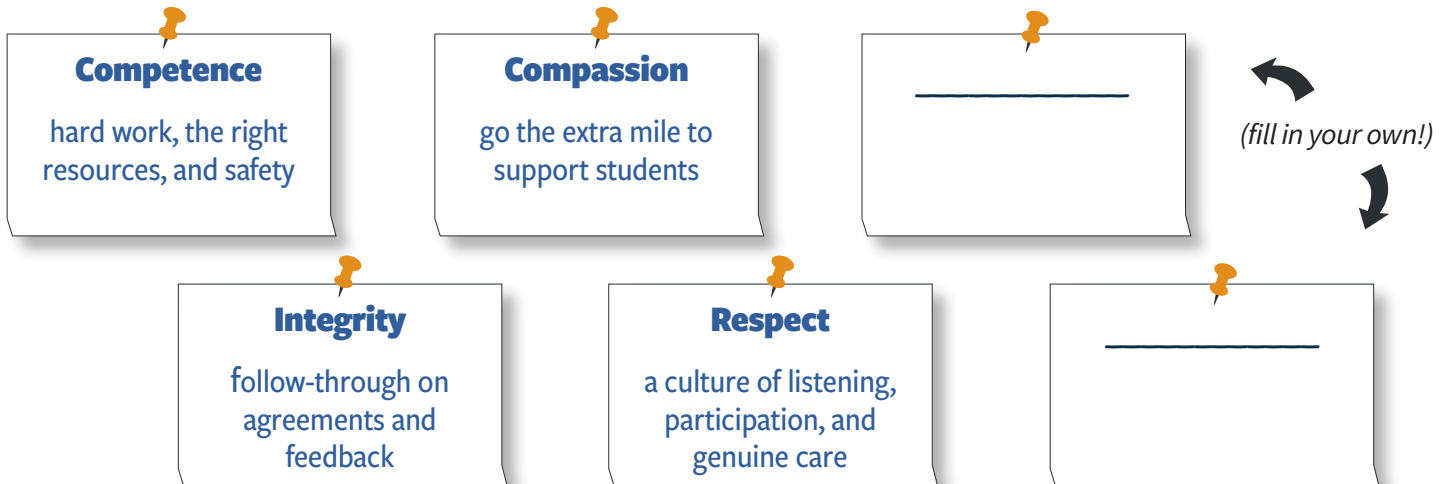 Competence
hard work, the right
resources, and safety
Compassion
go the extra mile to
support students
(fill in your own!)
Integrity
follow-through on
agreements and
feedback
Respect
a culture of listening,
participation, and
genuine care